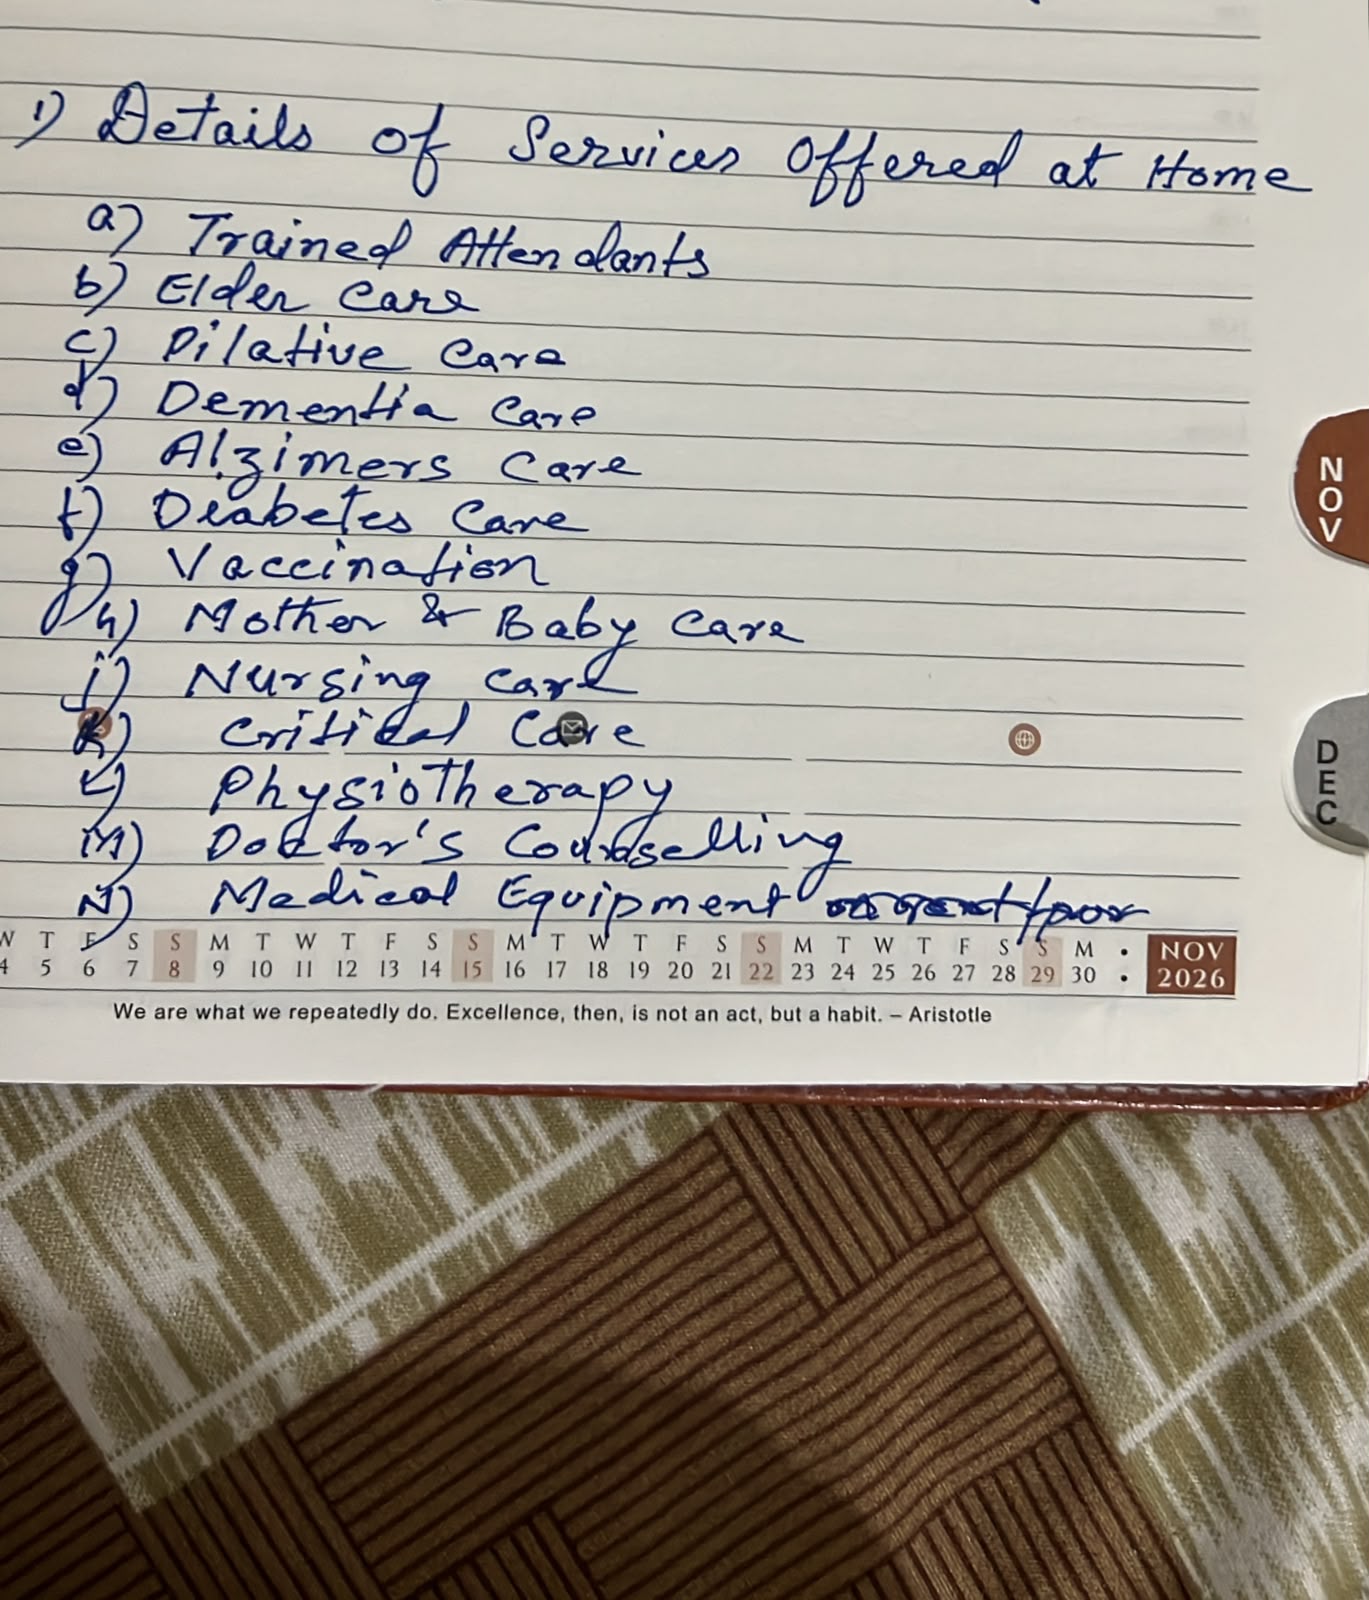 1) Details of Services Offered at Home
a) Trained Attendants
b) Elder Care
c) Pilative Care
d) Dementia Care
e) Alzimers Care
f) Diabetes Care
g) Vaccination
h) Mother & Baby Care
j) Nursing Care
k) Critical Care
L) Physiotherapy
M) Doktor's Counselling
N) Medical Equipment
NOV
DEC
W T F S S M T W T F S S M T W T F S S M T W T F S S M • NOV
4 5 6 7 8 9 10 11 12 13 14 15 16 17 18 19 20 21 22 23 24 25 26 27 28 29 30 • 2026
We are what we repeatedly do. Excellence, then, is not an act, but a habit. – Aristotle